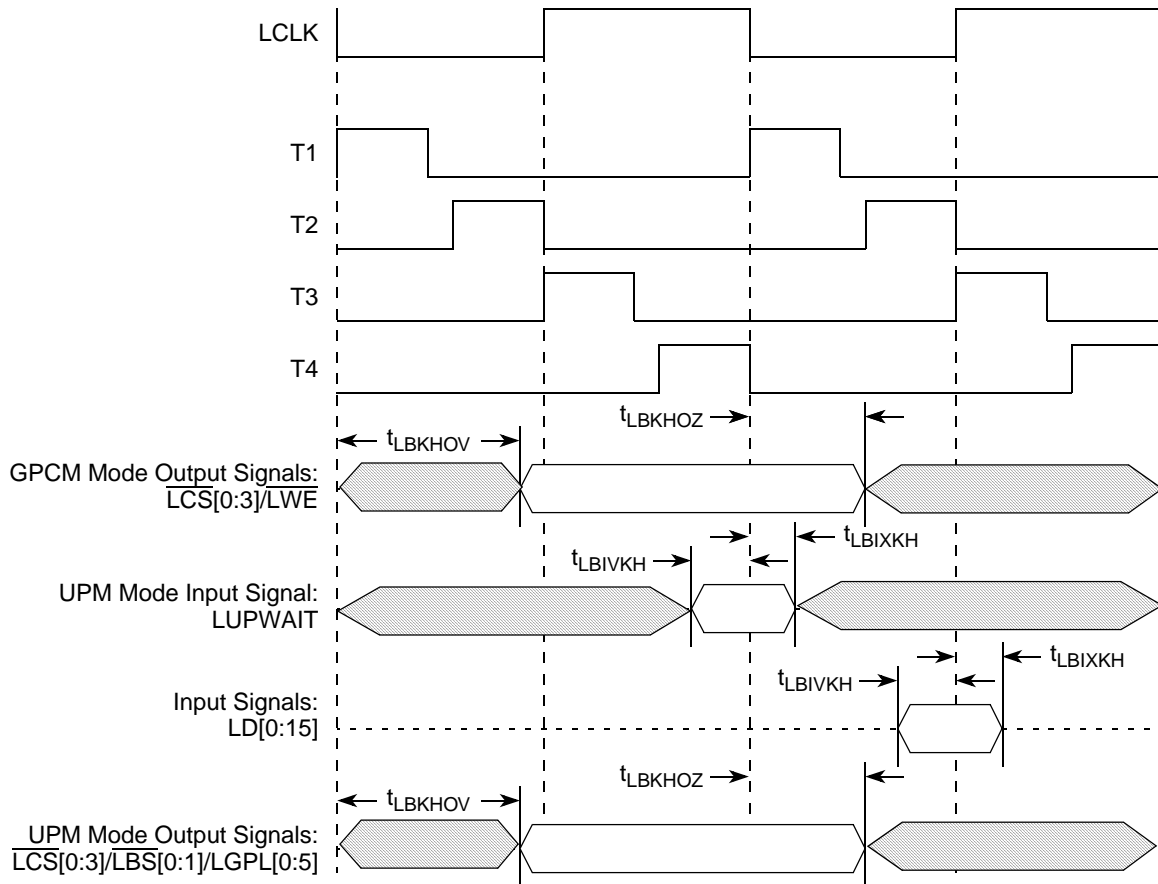 LCLK
T1
T2
T3
T4
tLBKHOV
tLBKHOZ
GPCM Mode Output Signals:
LCS[0:3]/LWE
tLBIVKH
tLBIXKH
UPM Mode Input Signal:
LUPWAIT
tLBIVKH
tLBIXKH
Input Signals:
LD[0:15]
tLBKHOV
tLBKHOZ
UPM Mode Output Signals:
LCS[0:3]/LBS[0:1]/LGPL[0:5]